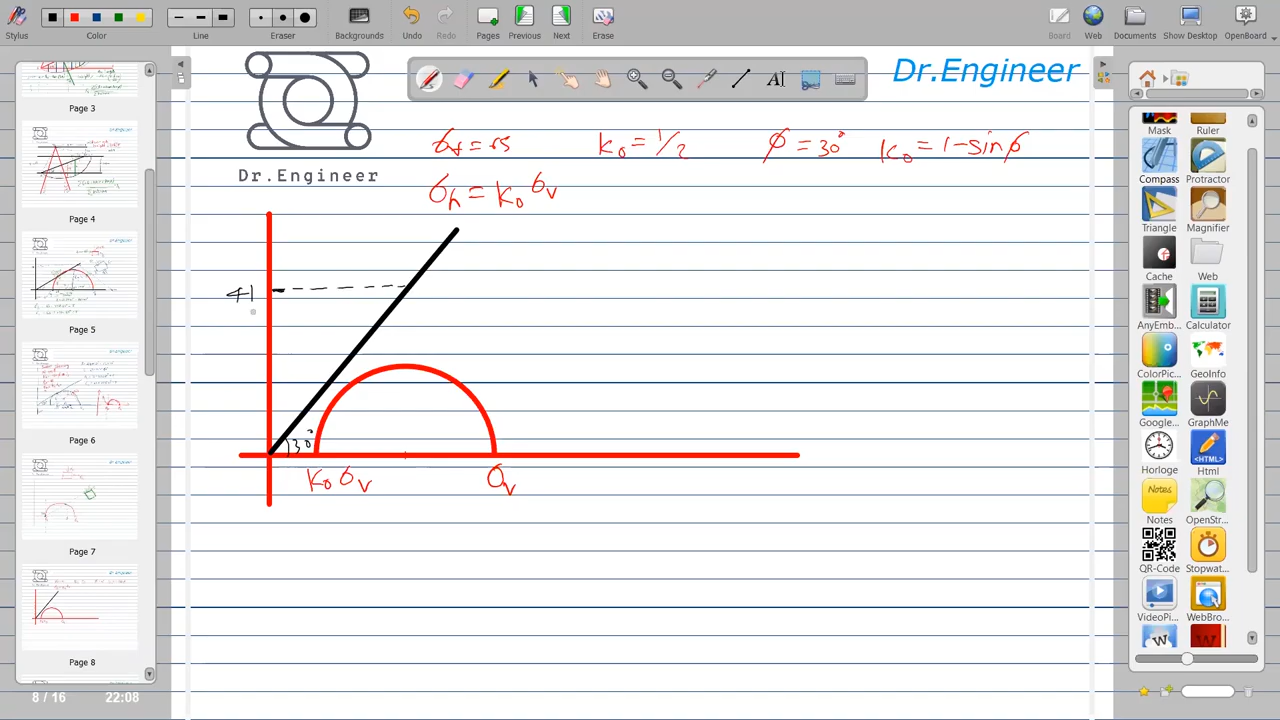 Stylus Color Line Eraser Backgrounds Undo Redo Pages Previous Next Erase Board Web Documents Show Desktop OpenBoard
Dr.Engineer
Dr.Engineer
k₀ = 1/2 φ = 30° k₀ = 1-sinφ
σh = k₀ σv
41
30°
k₀ σv σv
Page 3
Page 4
Page 5
Page 6
Page 7
Page 8
8 / 16 22:08
Mask Ruler
Compass Protractor
Triangle Magnifier
Cache Web
AnyEmb... Calculator
ColorPic... GeoInfo
Google... GraphMe
Horloge Html
<HTML>
Notes
Notes OpenStr...
QR-Code Stopwat...
VideoPi... WebBro...